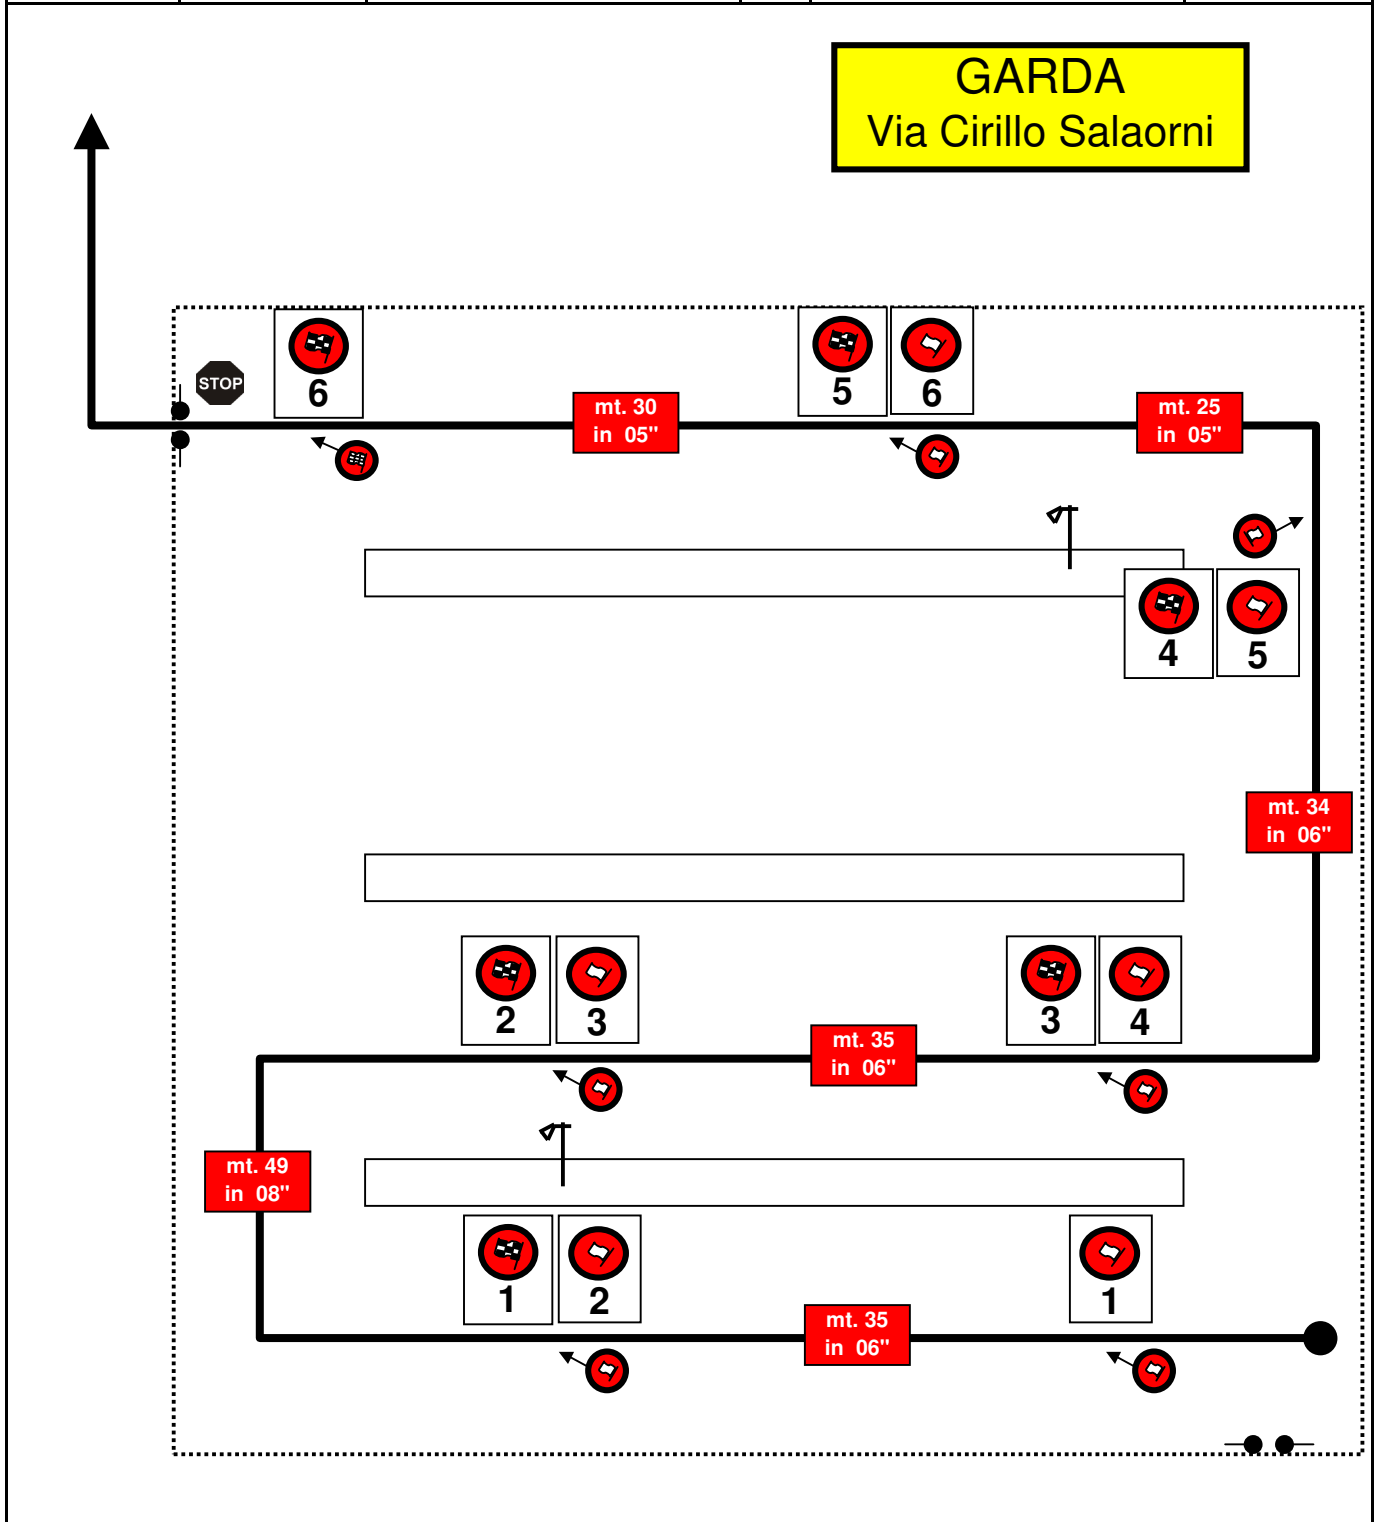 GARDA
Via Cirillo Salaorni
STOP
6
5
6
mt. 30
in 05"
mt. 25
in 05"
4
5
mt. 34
in 06"
2
3
3
4
mt. 35
in 06"
mt. 49
in 08"
1
2
1
mt. 35
in 06"